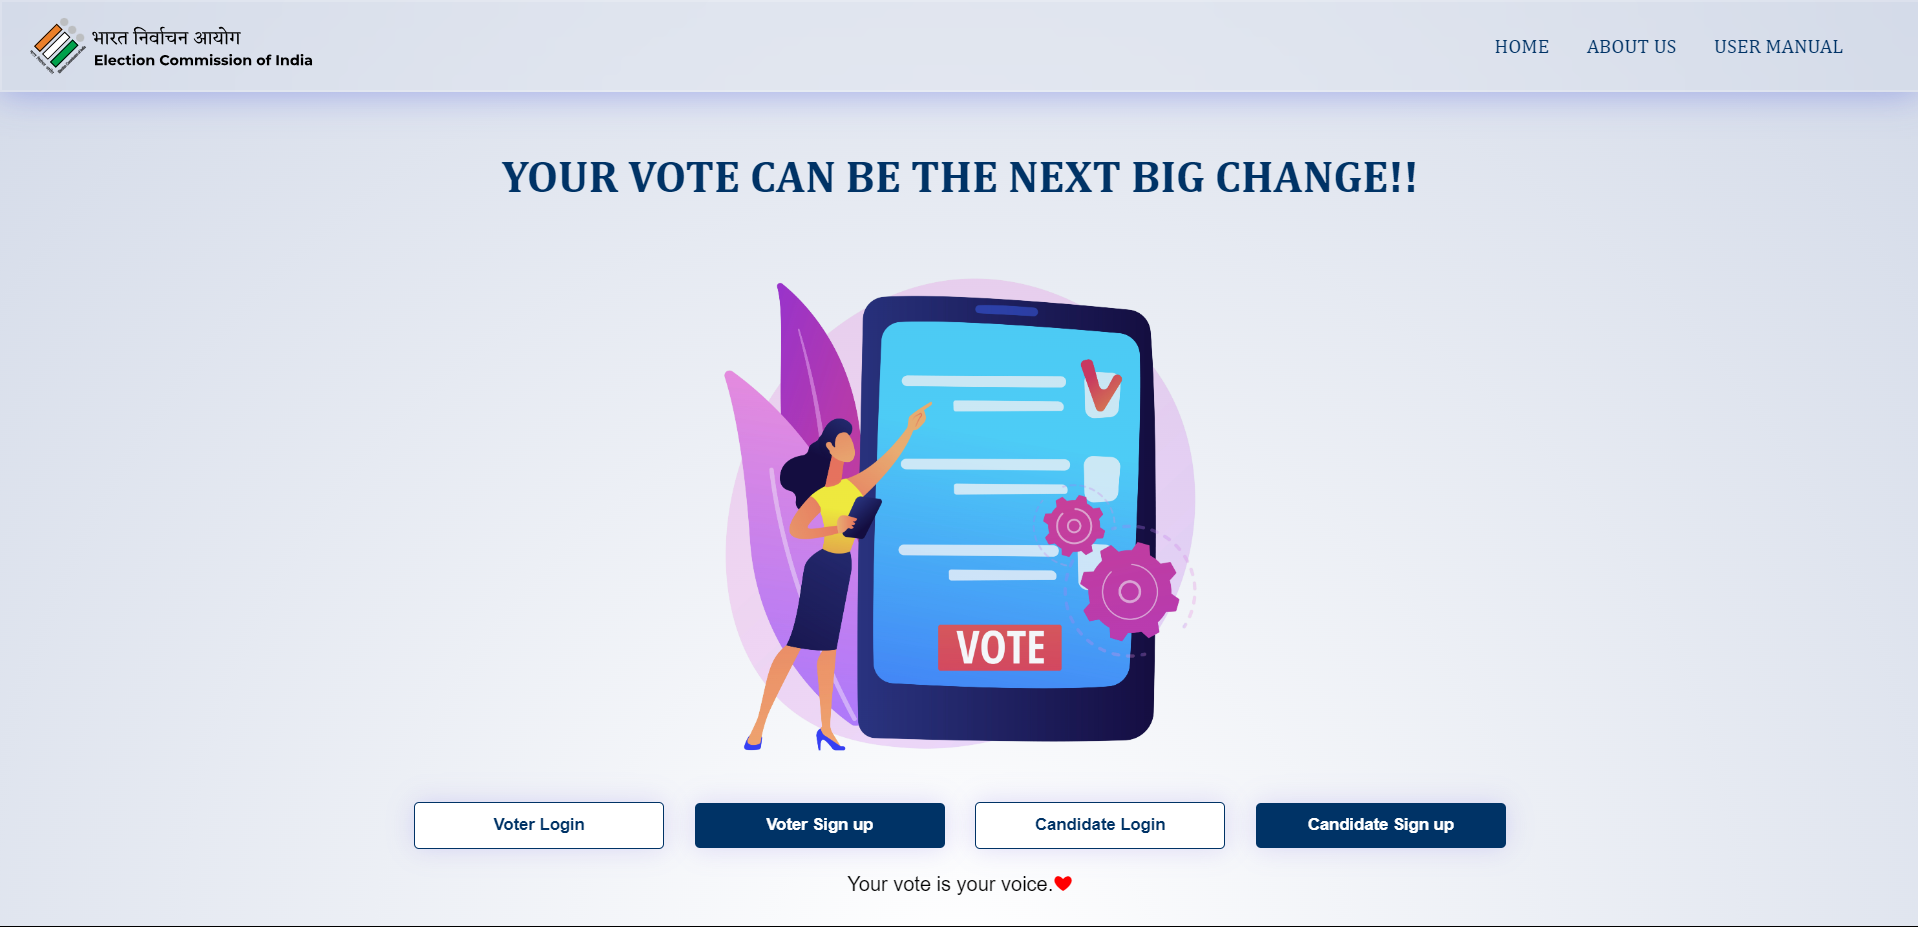 भारत निर्वाचन आयोग
Election Commission of India
HOME ABOUT US USER MANUAL
YOUR VOTE CAN BE THE NEXT BIG CHANGE!!
VOTE
Voter Login Voter Sign up Candidate Login Candidate Sign up
Your vote is your voice.